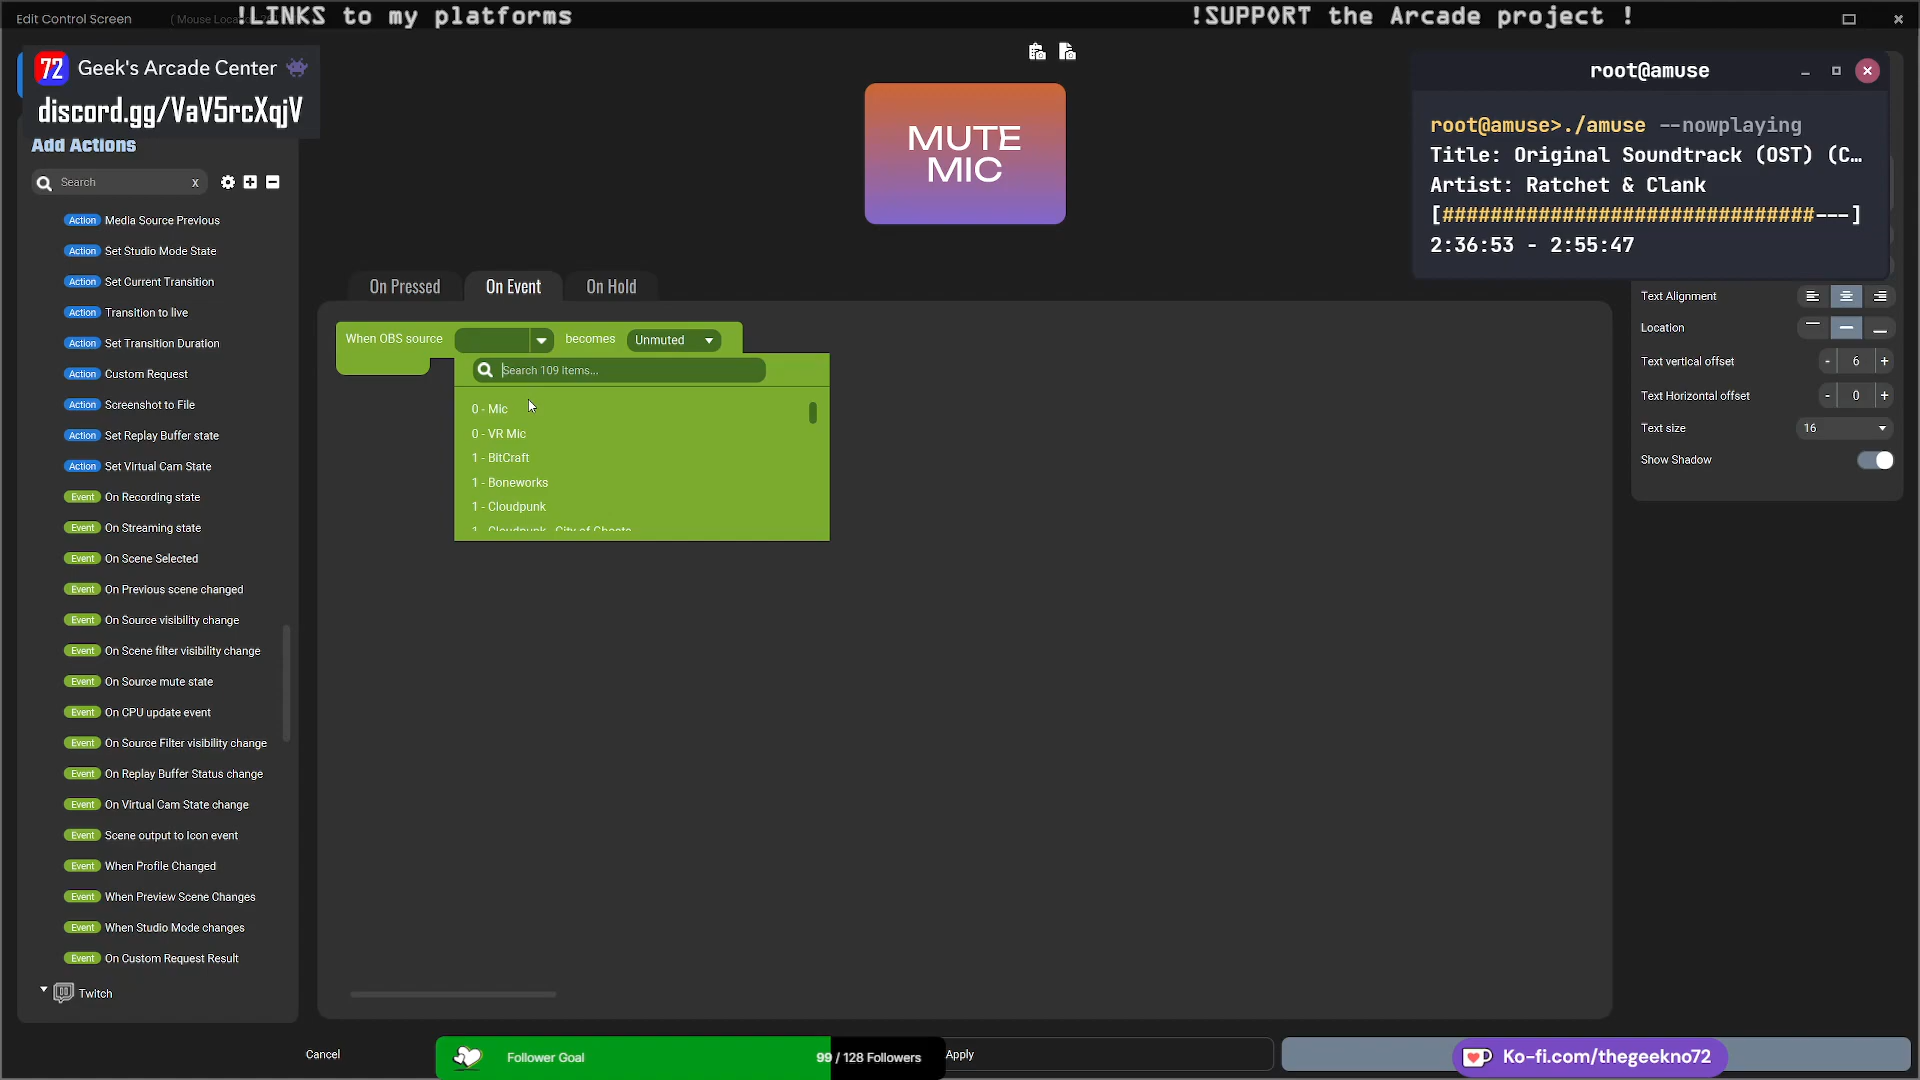 Edit Control Screen
!LINKS to my platforms
!SUPPORT the Arcade project !
72 Geek's Arcade Center
discord.gg/VaV5rcXqjV
Add Actions
Search
x
Action Media Source Previous
Action Set Studio Mode State
Action Set Current Transition
Action Transition to live
Action Set Transition Duration
Action Custom Request
Action Screenshot to File
Action Set Replay Buffer state
Action Set Virtual Cam State
Event On Recording state
Event On Streaming state
Event On Scene Selected
Event On Previous scene changed
Event On Source visibility change
Event On Scene filter visibility change
Event On Source mute state
Event On CPU update event
Event On Source Filter visibility change
Event On Replay Buffer Status change
Event On Virtual Cam State change
Event Scene output to Icon event
Event When Profile Changed
Event When Preview Scene Changes
Event When Studio Mode changes
Event On Custom Request Result
Twitch
MUTE
MIC
On Pressed
On Event
On Hold
When OBS source
becomes
Unmuted
Search 109 items...
0 - Mic
0 - VR Mic
1 - BitCraft
1 - Boneworks
1 - Cloudpunk
1 - Cloudpunk - City of Ghosts
root@amuse
root@amuse>./amuse --nowplaying
Title: Original Soundtrack (OST) (C…
Artist: Ratchet & Clank
[###############################---]
2:36:53 - 2:55:47
Text Alignment
Location
Text vertical offset - 6 +
Text Horizontal offset - 0 +
Text size 16
Show Shadow
Cancel
Follower Goal
99 / 128 Followers
Apply
Ko-fi.com/thegeekno72